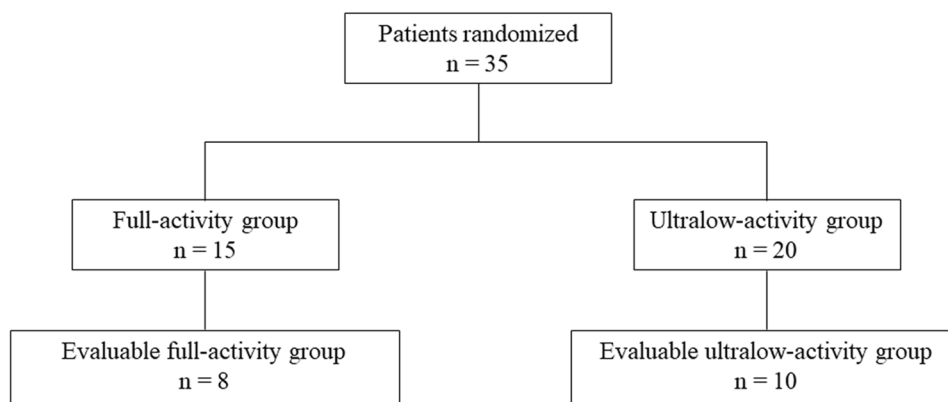 Patients randomized
n = 35
Full-activity group
n = 15
Ultralow-activity group
n = 20
Evaluable full-activity group
n = 8
Evaluable ultralow-activity group
n = 10